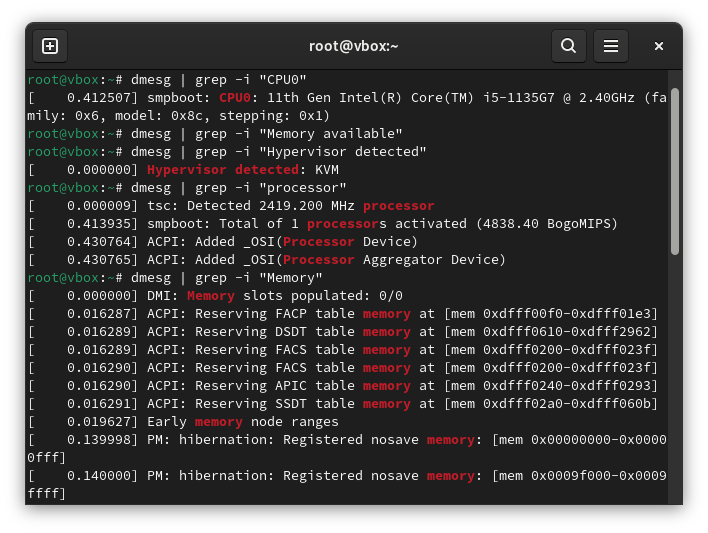 root@vbox:~
root@vbox:~# dmesg | grep -i "CPU0"
[    0.412507] smpboot: CPU0: 11th Gen Intel(R) Core(TM) i5-1135G7 @ 2.40GHz (fa
mily: 0x6, model: 0x8c, stepping: 0x1)
root@vbox:~# dmesg | grep -i "Memory available"
root@vbox:~# dmesg | grep -i "Hypervisor detected"
[    0.000000] Hypervisor detected: KVM
root@vbox:~# dmesg | grep -i "processor"
[    0.000009] tsc: Detected 2419.200 MHz processor
[    0.413935] smpboot: Total of 1 processors activated (4838.40 BogoMIPS)
[    0.430764] ACPI: Added _OSI(Processor Device)
[    0.430765] ACPI: Added _OSI(Processor Aggregator Device)
root@vbox:~# dmesg | grep -i "Memory"
[    0.000000] DMI: Memory slots populated: 0/0
[    0.016287] ACPI: Reserving FACP table memory at [mem 0xdfff00f0-0xdfff01e3]
[    0.016289] ACPI: Reserving DSDT table memory at [mem 0xdfff0610-0xdfff2962]
[    0.016289] ACPI: Reserving FACS table memory at [mem 0xdfff0200-0xdfff023f]
[    0.016290] ACPI: Reserving FACS table memory at [mem 0xdfff0200-0xdfff023f]
[    0.016290] ACPI: Reserving APIC table memory at [mem 0xdfff0240-0xdfff0293]
[    0.016291] ACPI: Reserving SSDT table memory at [mem 0xdfff02a0-0xdfff060b]
[    0.019627] Early memory node ranges
[    0.139998] PM: hibernation: Registered nosave memory: [mem 0x00000000-0x0000
0fff]
[    0.140000] PM: hibernation: Registered nosave memory: [mem 0x0009f000-0x0009
ffff]